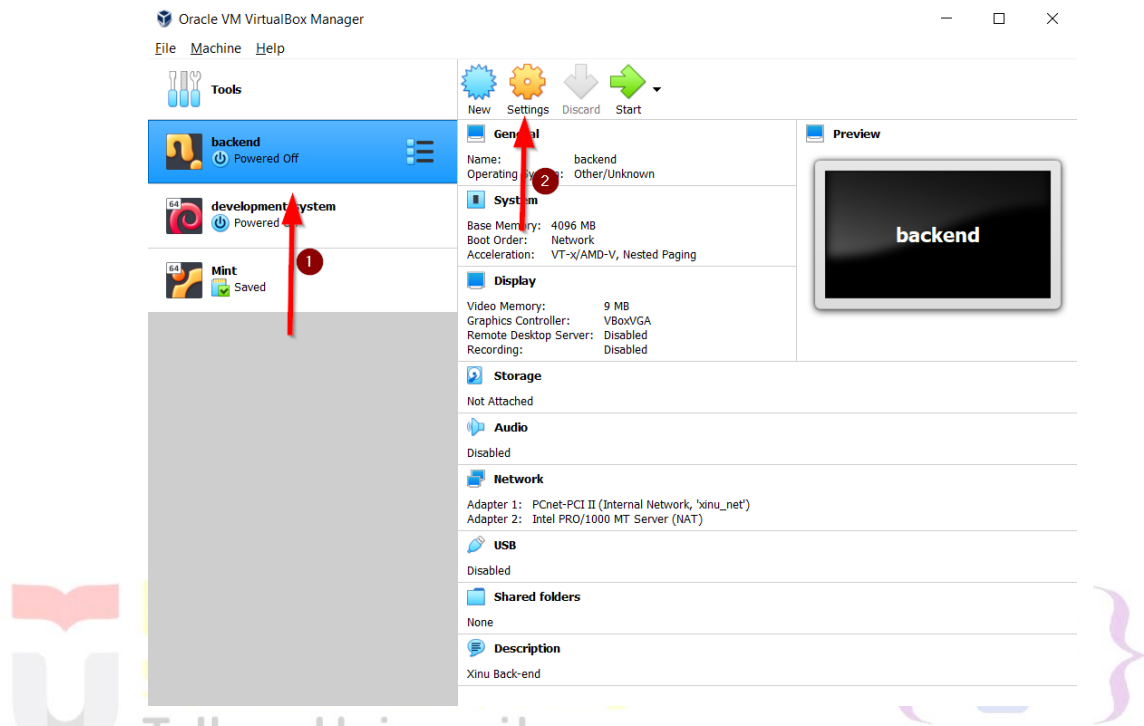 Oracle VM VirtualBox Manager
File Machine Help
Tools
New Settings Discard Start
backend
Powered Off
64
development system
Powered
64
Mint
Saved
1
2
General
Name: backend
Operating System: Other/Unknown
System
Base Memory: 4096 MB
Boot Order: Network
Acceleration: VT-x/AMD-V, Nested Paging
Display
Video Memory: 9 MB
Graphics Controller: VBoxVGA
Remote Desktop Server: Disabled
Recording: Disabled
Storage
Not Attached
Audio
Disabled
Network
Adapter 1: PCnet-PCI II (Internal Network, 'xinu_net')
Adapter 2: Intel PRO/1000 MT Server (NAT)
USB
Disabled
Shared folders
None
Description
Xinu Back-end
Preview
backend